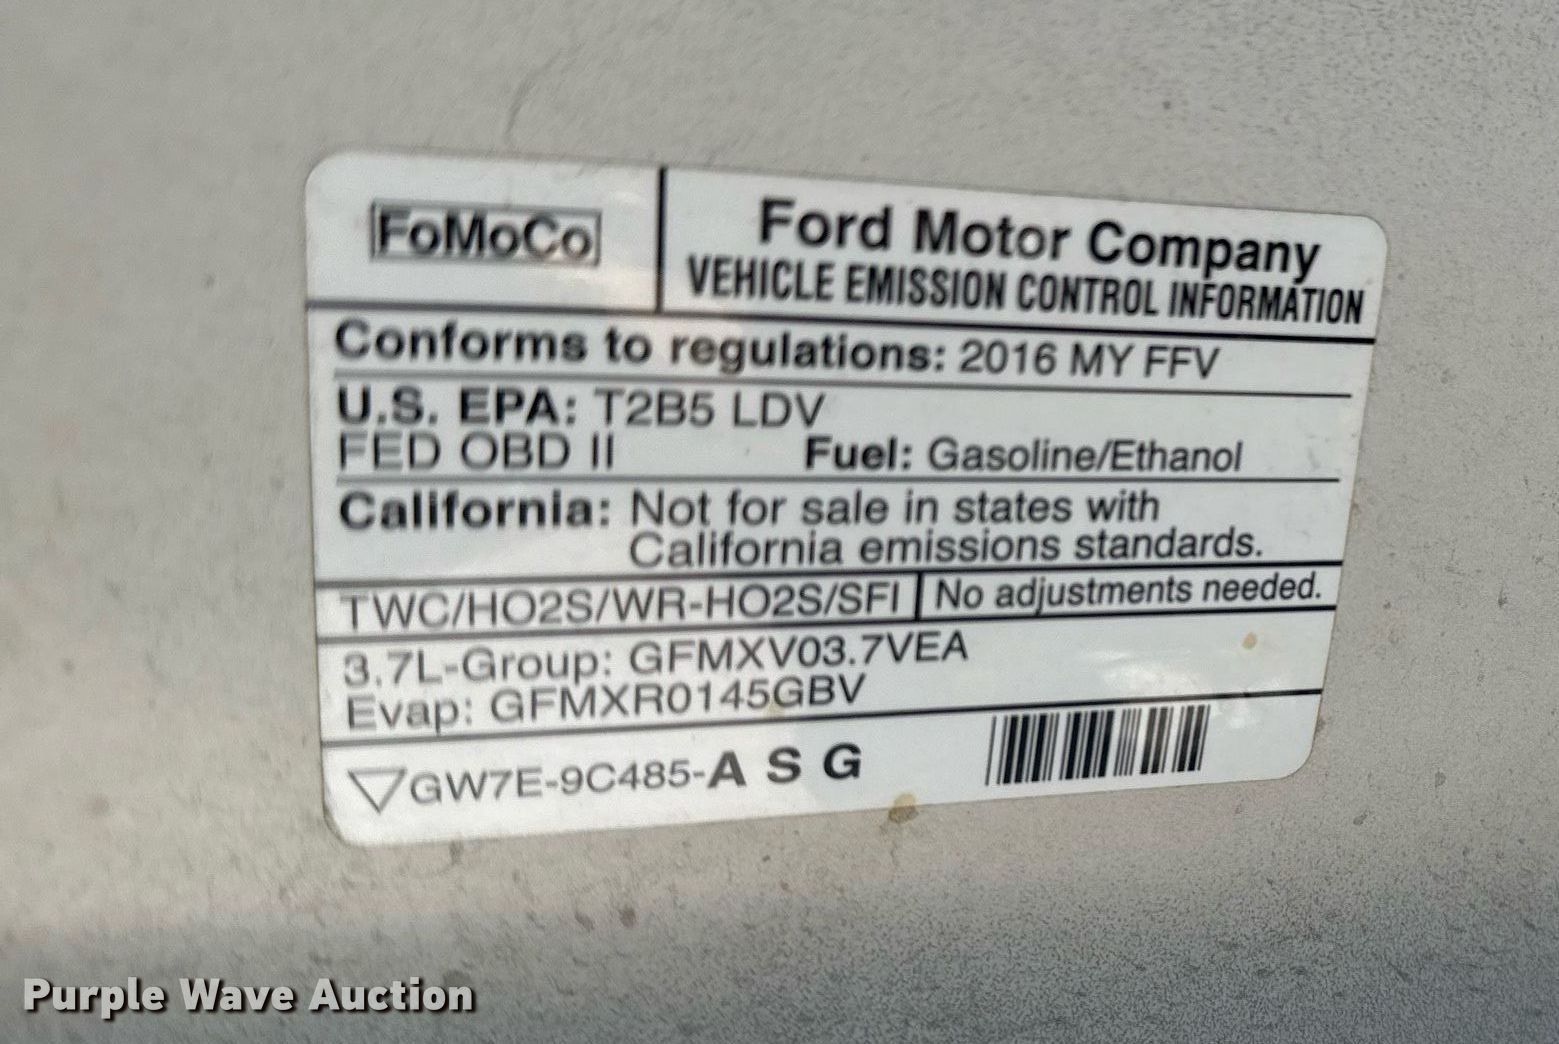 FoMoCo
Ford Motor Company
VEHICLE EMISSION CONTROL INFORMATION
Conforms to regulations: 2016 MY FFV
U.S. EPA: T2B5 LDV
FED OBD II Fuel: Gasoline/Ethanol
California: Not for sale in states with
California emissions standards.
TWC/HO2S/WR-HO2S/SFI No adjustments needed.
3.7L-Group: GFMXV03.7VEA
Evap: GFMXR0145GBV
GW7E-9C485-A S G
Purple Wave Auction